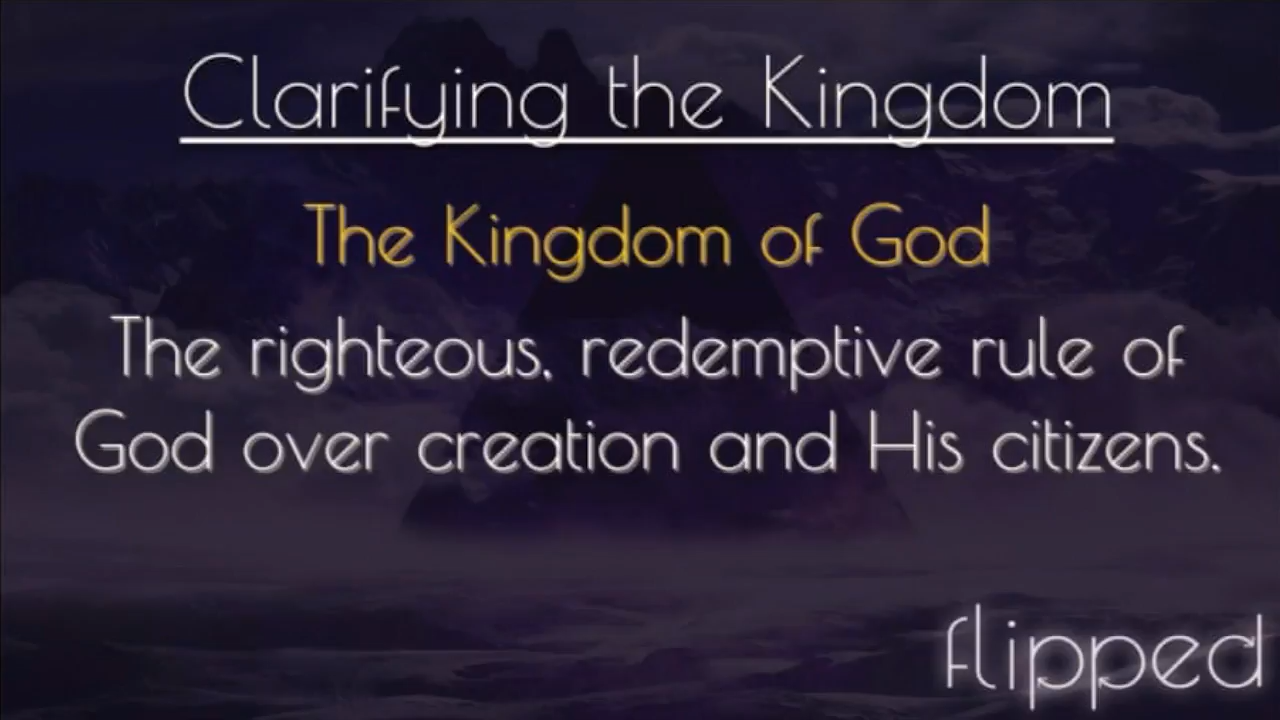 Clarifying the Kingdom
The Kingdom of God
The righteous, redemptive rule of
God over creation and His citizens.
flipped